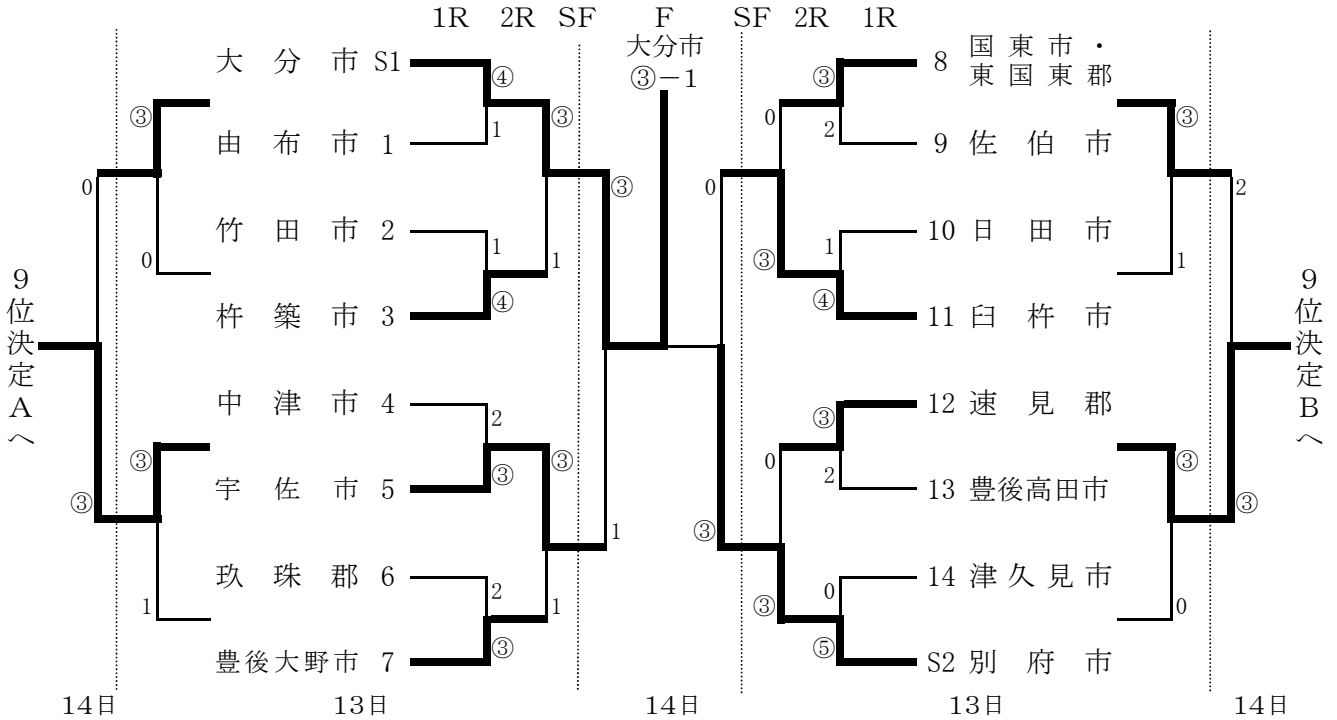 1R 2R SF F SF 2R 1R
大分市
③－1
大分市 S1
由布市 1
竹田市 2
杵築市 3
中津市 4
宇佐市 5
玖珠郡 6
豊後大野市 7
④
1
1
④
2
③
2
③
③
1
③
1
③
1
③
0
③
1
0
③
9位決定Aへ
8 国東市・
東国東郡
9 佐伯市
10 日田市
11 臼杵市
12 速見郡
13 豊後高田市
14 津久見市
S2 別府市
③
2
1
④
③
2
0
⑤
0
③
0
③
0
③
③
1
③
0
2
③
9位決定Bへ
14日 13日 14日 13日 14日